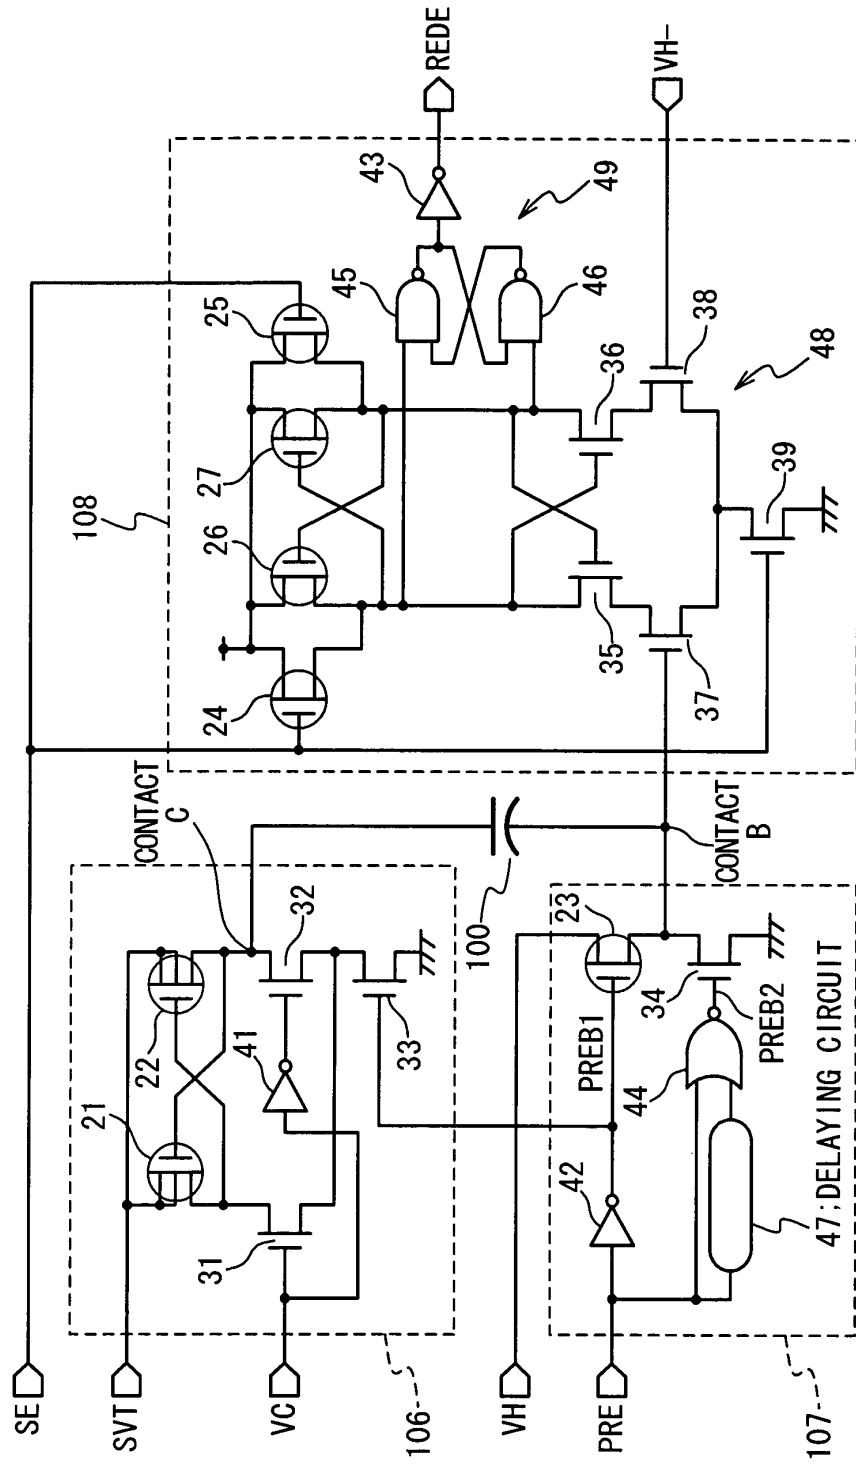 SE
SVT
VC
VH
PRE
106
107
21
22
31
32
33
41
CONTACT
C
100
CONTACT
B
42
PREB1
23
34
PREB2
44
47;DELAYING CIRCUIT
108
24
25
26
27
35
36
37
38
39
48
45
46
49
43
REDE
VH-